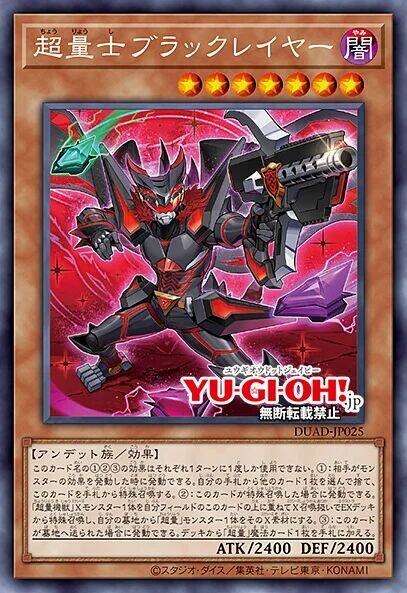 ちょう りょう し
超量士ブラックレイヤー
やみ
闇
ユウギオウドットジェイピー
YU-GI-OH!.jp
無断転載禁止
DUAD-JP025
【アンデット族/効果】
このカード名の①②③の効果はそれぞれ1ターンに1度しか使用できない。①:相手がモン
スターの効果を発動した時に発動できる。自分の手札から他のカード1枚を選んで捨て、
このカードを手札から特殊召喚する。②:このカードが特殊召喚した場合に発動できる。
「超量機獣」Xモンスター1体を自分フィールドのこのカードの上に重ねてX召喚扱いでEXデッ
キから特殊召喚し、自分の墓地から「超量」モンスター1体をそのX素材にする。③:このカード
が墓地へ送られた場合に発動できる。デッキから「超量」魔法カード1枚を手札に加える。
ATK/2400 DEF/2400
©スタジオ・ダイス/集英社・テレビ東京・KONAMI